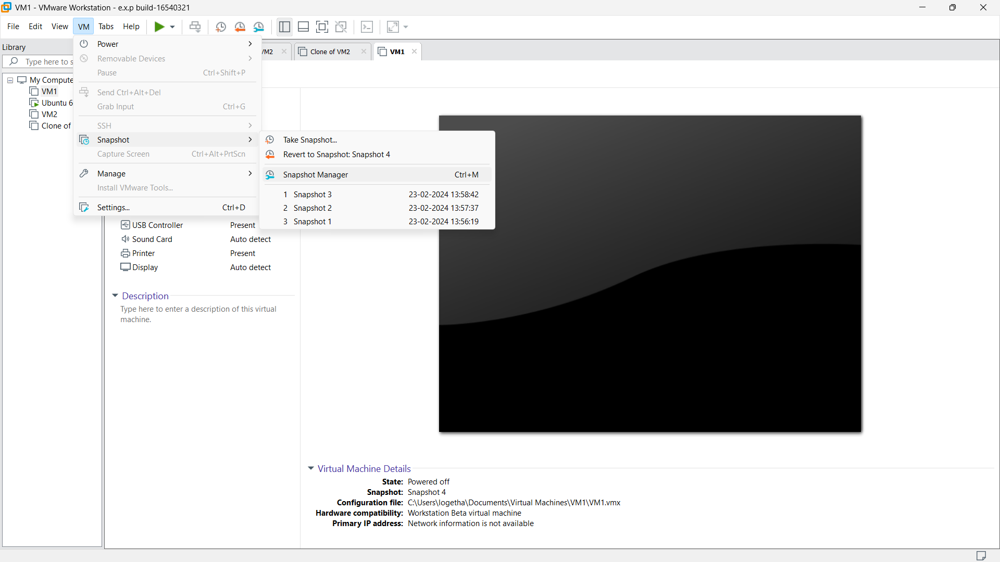 VM1 - VMware Workstation - e.x.p build-16540321
File Edit View VM Tabs Help
Library
Type here to s
My Compute
VM1
Ubuntu 6
VM2
Clone of
VM2
Clone of VM2
VM1
Power
Removable Devices
Pause Ctrl+Shift+P
Send Ctrl+Alt+Del
Grab Input Ctrl+G
SSH
Snapshot
Capture Screen Ctrl+Alt+PrtScn
Manage
Install VMware Tools...
Settings... Ctrl+D
Take Snapshot...
Revert to Snapshot: Snapshot 4
Snapshot Manager Ctrl+M
1 Snapshot 3 23-02-2024 13:58:42
2 Snapshot 2 23-02-2024 13:57:37
3 Snapshot 1 23-02-2024 13:56:19
USB Controller Present
Sound Card Auto detect
Printer Present
Display Auto detect
Description
Type here to enter a description of this virtual
machine.
Virtual Machine Details
State: Powered off
Snapshot: Snapshot 4
Configuration file: C:\Users\logetha\Documents\Virtual Machines\VM1\VM1.vmx
Hardware compatibility: Workstation Beta virtual machine
Primary IP address: Network information is not available